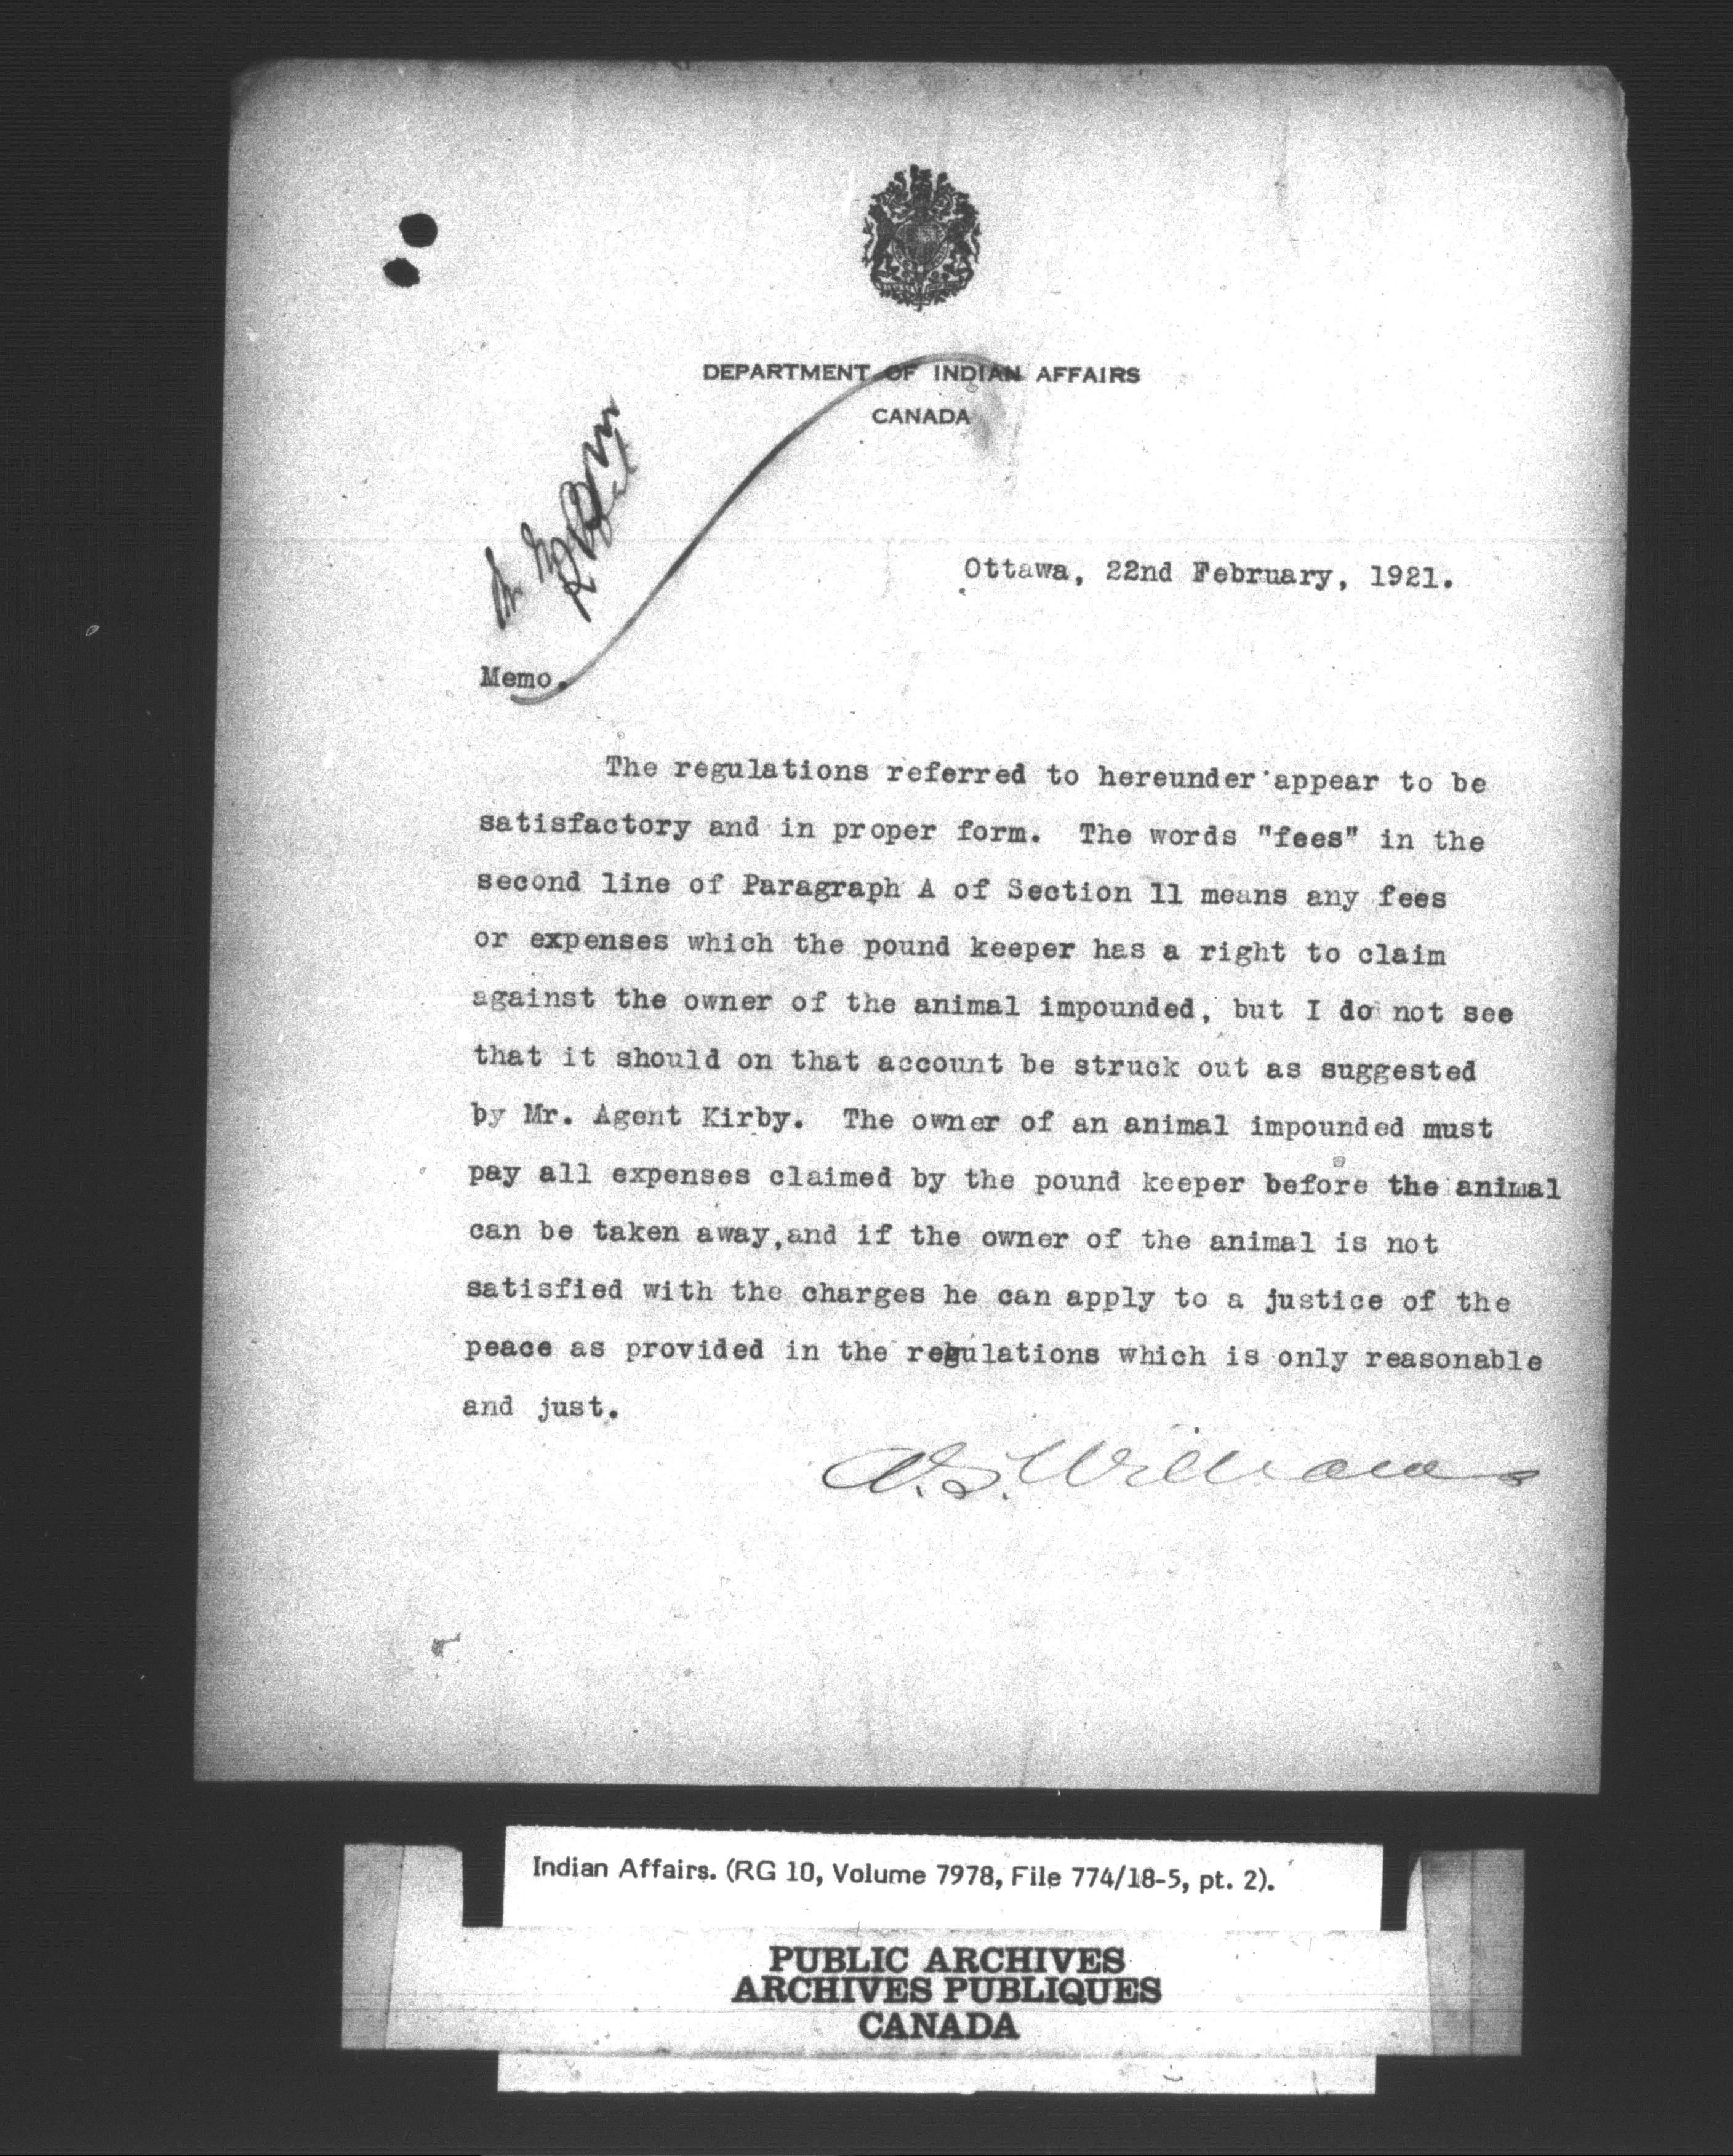 DEPARTMENT OF INDIAN AFFAIRS
CANADA
Ottawa, 22nd February, 1921.
Memo.
The regulations referred to hereunder appear to be
satisfactory and in proper form. The words "fees" in the
second line of Paragraph A of Section 11 means any fees
or expenses which the pound keeper has a right to claim
against the owner of the animal impounded, but I do not see
that it should on that account be struck out as suggested
by Mr. Agent Kirby. The owner of an animal impounded must
pay all expenses claimed by the pound keeper before the animal
can be taken away,and if the owner of the animal is not
satisfied with the charges he can apply to a justice of the
peace as provided in the regulations which is only reasonable
and just.
A.S. Williams
Indian Affairs. (RG 10, Volume 7978, File 774/18-5, pt. 2).
PUBLIC ARCHIVES
ARCHIVES PUBLIQUES
CANADA